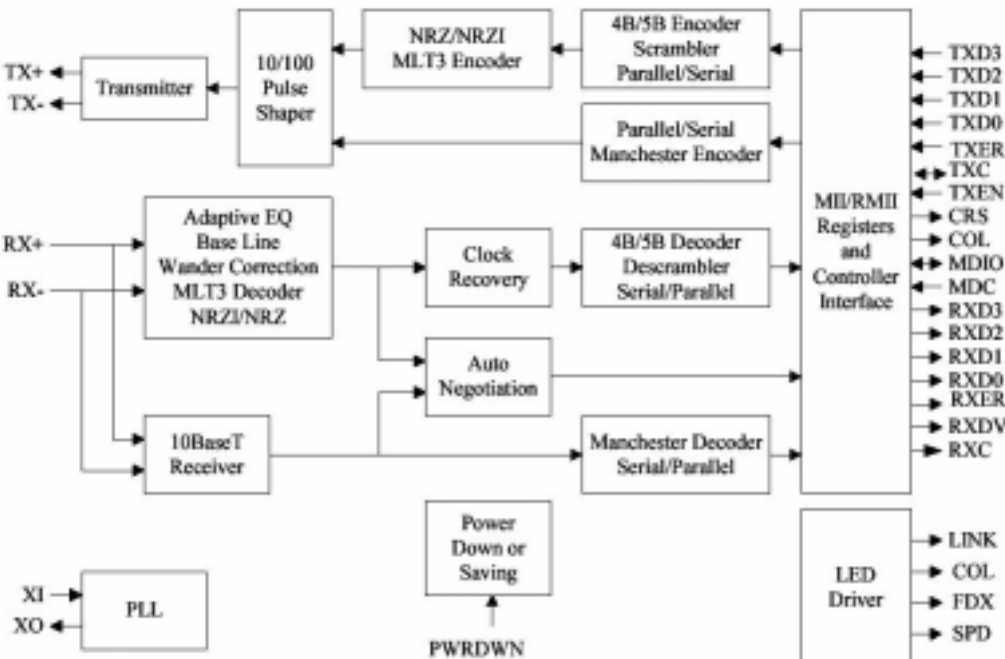 TX+
TX-
Transmitter
10/100
Pulse
Shaper
NRZ/NRZI
MLT3 Encoder
4B/5B Encoder
Scrambler
Parallel/Serial
Parallel/Serial
Manchester Encoder
RX+
RX-
Adaptive EQ
Base Line
Wander Correction
MLT3 Decoder
NRZI/NRZ
Clock
Recovery
4B/5B Decoder
Descrambler
Serial/Parallel
Auto
Negotiation
10BaseT
Receiver
Manchester Decoder
Serial/Parallel
MII/RMII
Registers
and
Controller
Interface
TXD3
TXD2
TXD1
TXD0
TXER
TXC
TXEN
CRS
COL
MDIO
MDC
RXD3
RXD2
RXD1
RXD0
RXER
RXDV
RXC
Power
Down or
Saving
PWRDWN
XI
XO
PLL
LED
Driver
LINK
COL
FDX
SPD